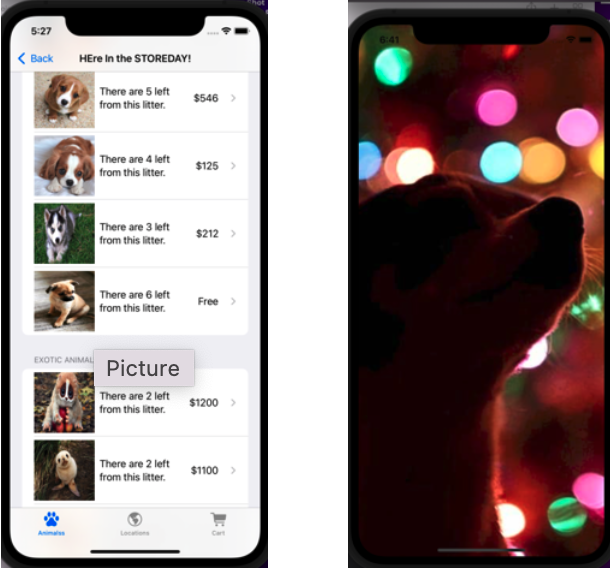 Shot
5:27
Back
HEre In the STOREDAY!
There are 5 left
from this litter.
$546
There are 4 left
from this litter.
$125
There are 3 left
from this litter.
$212
There are 6 left
from this litter.
Free
EXOTIC ANIMAL
Picture
There are 2 left
from this litter.
$1200
There are 2 left
from this litter.
$1100
Animales
Locations
Cart
5:41